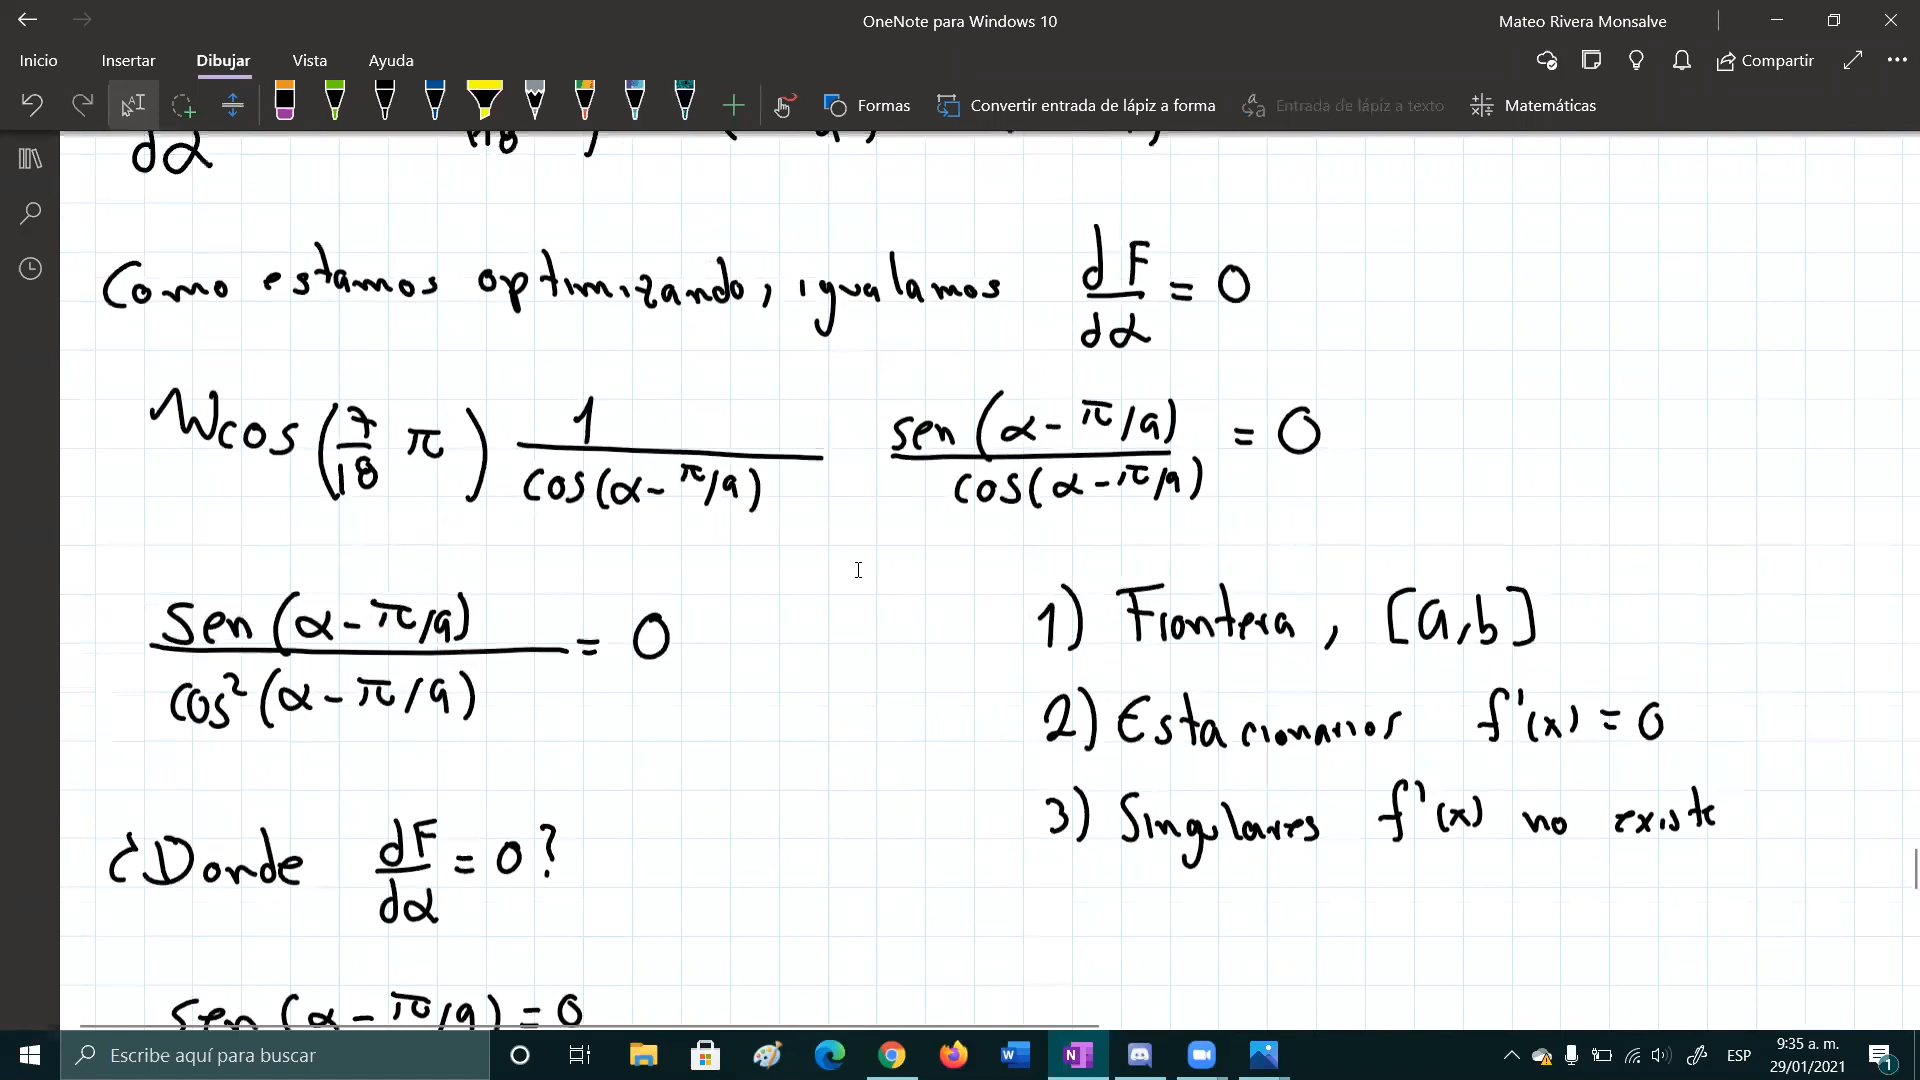 OneNote para Windows 10
Mateo Rivera Monsalve
Inicio Insertar Dibujar Vista Ayuda
Compartir
Formas Convertir entrada de lápiz a forma Entrada de lápiz a texto Matemáticas
dα
Como estamos optimizando, igualamos dF/dα = 0
Wcos(7/18 π) 1/cos(α-π/9) sen(α-π/9)/cos(α-π/9) = 0
sen(α-π/9)/cos²(α-π/9) = 0
1) Frontera, [a,b]
2) Estacionarios f'(x) = 0
3) Singulares f'(x) no existe
¿Donde dF/dα = 0?
sen(α-π/9) = 0
Escribe aquí para buscar
ESP
9:35 a. m.
29/01/2021
1